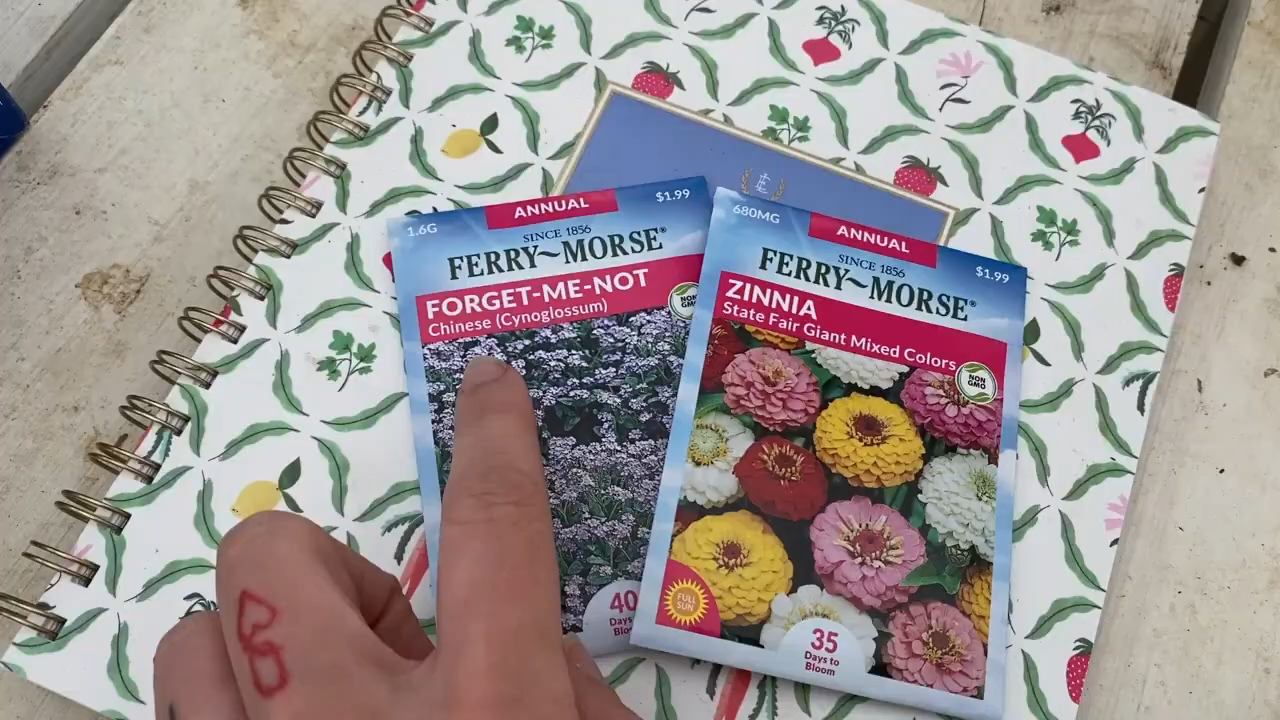 1.6G
ANNUAL
$1.99
SINCE 1856
FERRY~MORSE®
FORGET-ME-NOT
Chinese (Cynoglossum)
NON
GMO
40
Days
680MG
ANNUAL
$1.99
SINCE 1856
FERRY~MORSE®
ZINNIA
State Fair Giant Mixed Colors
NON
GMO
FULL
SUN
35
Days to
Bloom